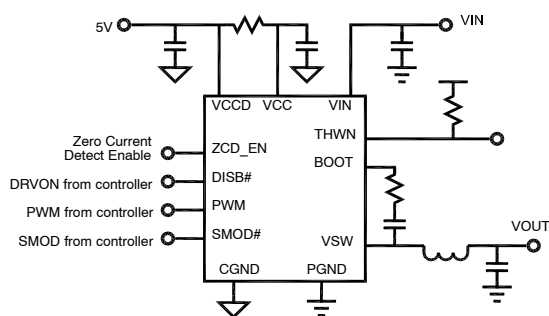 5V
VIN
VCCD VCC VIN
THWN
Zero Current
Detect Enable
ZCD_EN
BOOT
DRVON from controller
DISB#
PWM from controller
PWM
SMOD from controller
SMOD#
VSW
VOUT
CGND PGND